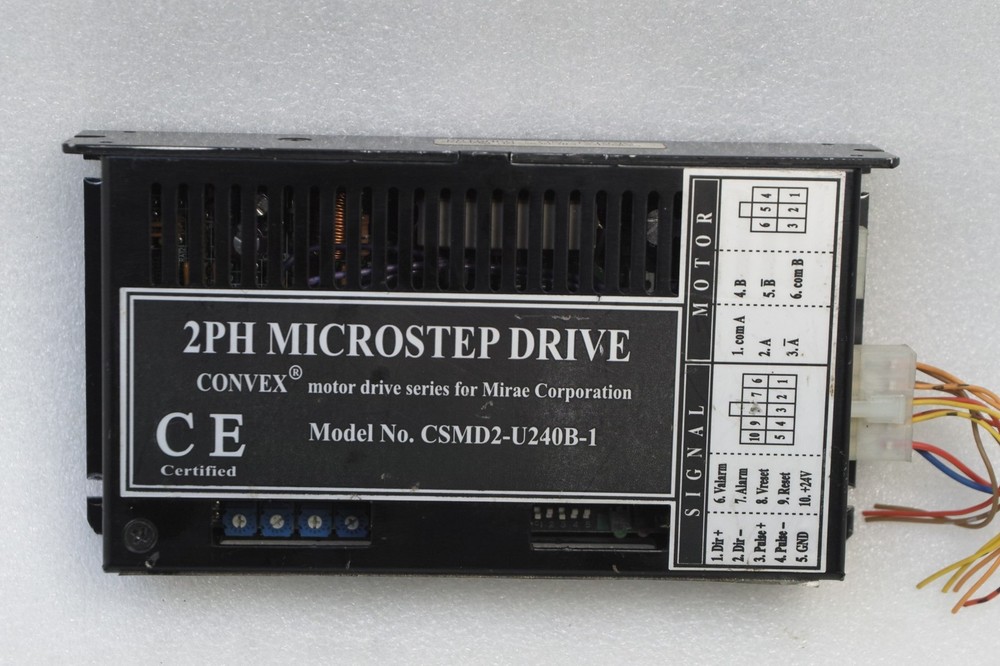 2PH MICROSTEP DRIVE
CONVEX® motor drive series for Mirae Corporation
CE
Certified
Model No. CSMD2-U240B-1
MOTOR
6 5 4
3 2 1
1. com A
2. A
3. A̅
4. B
5. B̅
6. com B
SIGNAL
10 9 8 7 6
5 4 3 2 1
1. Dir +
2. Dir −
3. Pulse +
4. Pulse −
5. GND
6. Valarm
7. Alarm
8. Vreset
9. Reset
10. +24V